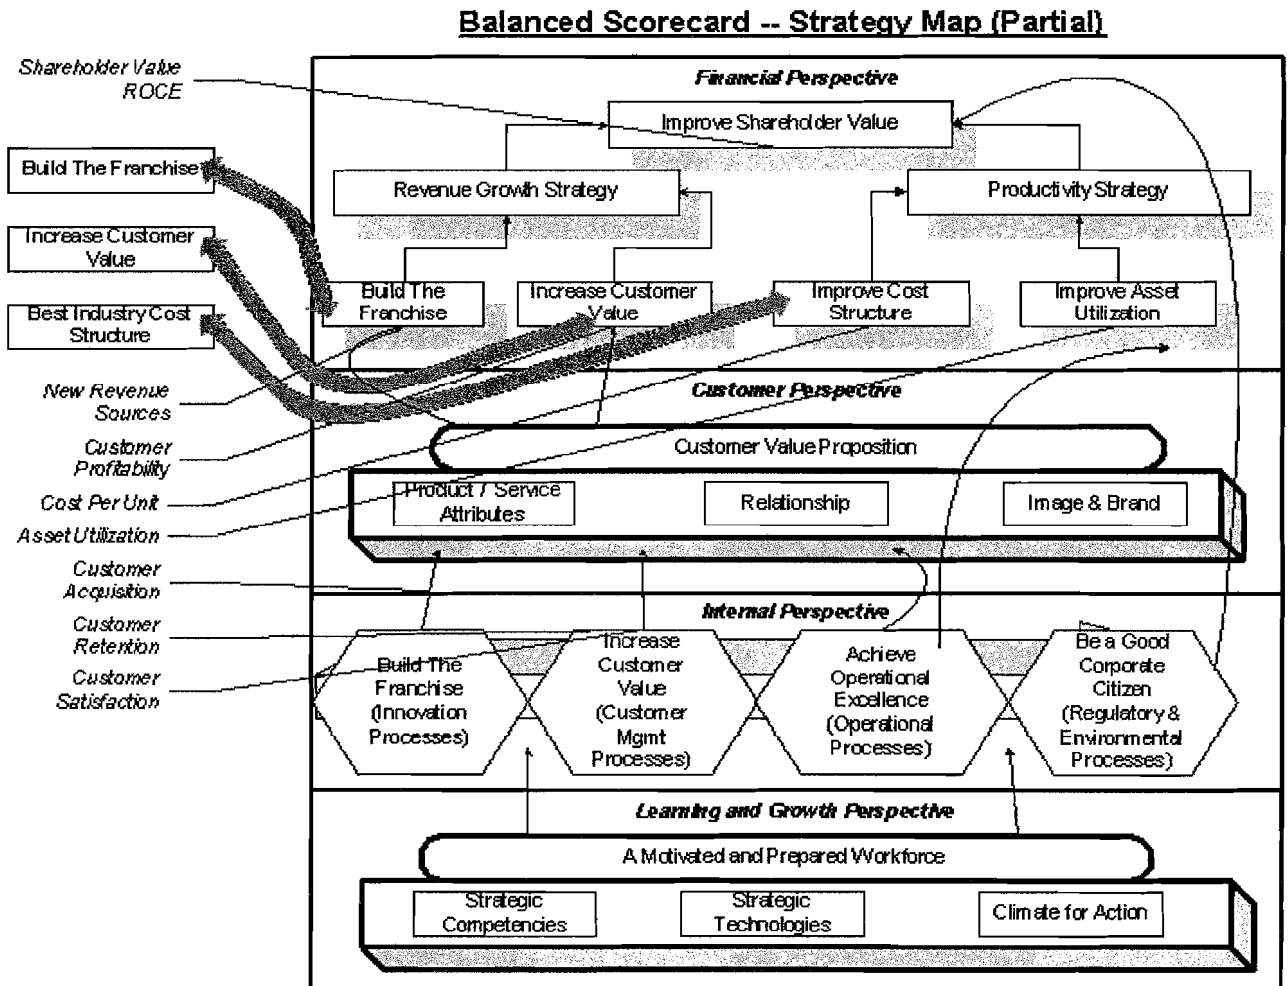 Balanced Scorecard -- Strategy Map (Partial)
Shareholder Value
ROCE
Financial Perspective
Improve Shareholder Value
Build The Franchise
Revenue Growth Strategy
Productivity Strategy
Increase Customer
Value
Best Industry Cost
Structure
Build The
Franchise
Increase Customer
Value
Improve Cost
Structure
Improve Asset
Utilization
New Revenue
Sources
Customer
Profitability
Cost Per Unit
Asset Utilization
Customer Perspective
Customer Value Proposition
Product / Service
Attributes
Relationship
Image & Brand
Customer
Acquisition
Customer
Retention
Customer
Satisfaction
Internal Perspective
Build The
Franchise
(Innovation
Processes)
Increase
Customer
Value
(Customer
Mgmt
Processes)
Achieve
Operational
Excellence
(Operational
Processes)
Be a Good
Corporate
Citizen
(Regulatory &
Environmental
Processes)
Learning and Growth Perspective
A Motivated and Prepared Workforce
Strategic
Competencies
Strategic
Technologies
Climate for Action